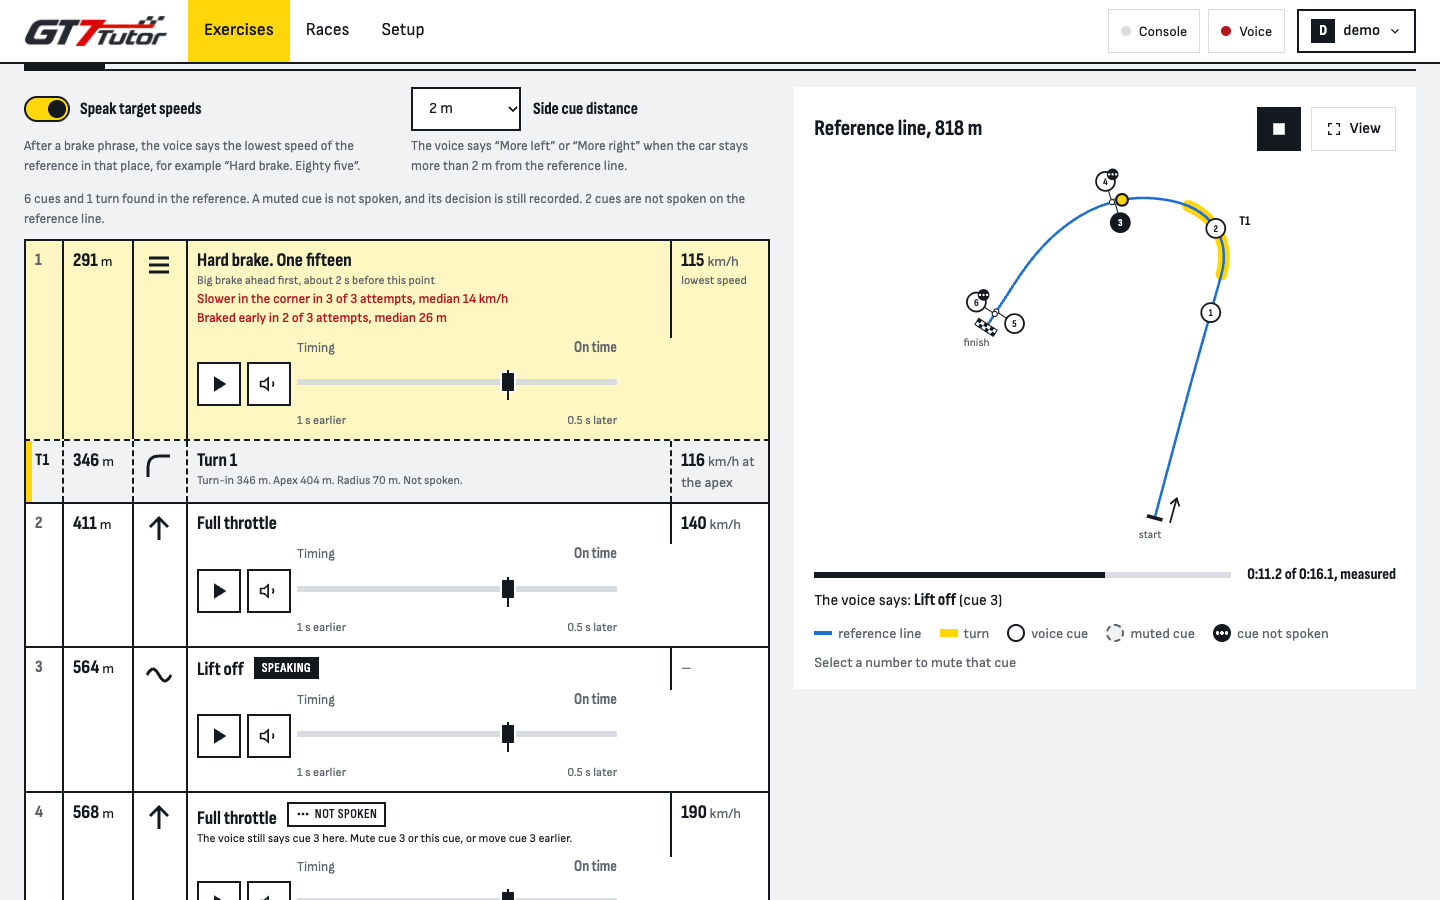 GT7 Tutor
Exercises
Races
Setup
Console
Voice
D
demo
Speak target speeds
After a brake phrase, the voice says the lowest speed of the
reference in that place, for example “Hard brake. Eighty five”.
2 m
Side cue distance
The voice says “More left” or “More right” when the car stays
more than 2 m from the reference line.
6 cues and 1 turn found in the reference. A muted cue is not spoken, and its decision is still recorded. 2 cues are not spoken on the
reference line.
1
291 m
Hard brake. One fifteen
Big brake ahead first, about 2 s before this point
Slower in the corner in 3 of 3 attempts, median 14 km/h
Braked early in 2 of 3 attempts, median 26 m
115 km/h
lowest speed
Timing
On time
1 s earlier
0.5 s later
T1
346 m
Turn 1
Turn-in 346 m. Apex 404 m. Radius 70 m. Not spoken.
116 km/h at
the apex
2
411 m
Full throttle
140 km/h
Timing
On time
1 s earlier
0.5 s later
3
564 m
Lift off
SPEAKING
–
Timing
On time
1 s earlier
0.5 s later
4
568 m
Full throttle
NOT SPOKEN
The voice still says cue 3 here. Mute cue 3 or this cue, or move cue 3 earlier.
190 km/h
Timing
On time
Reference line, 818 m
View
4
3
2
T1
6
5
1
finish
start
0:11.2 of 0:16.1, measured
The voice says: Lift off (cue 3)
reference line
turn
voice cue
muted cue
cue not spoken
Select a number to mute that cue